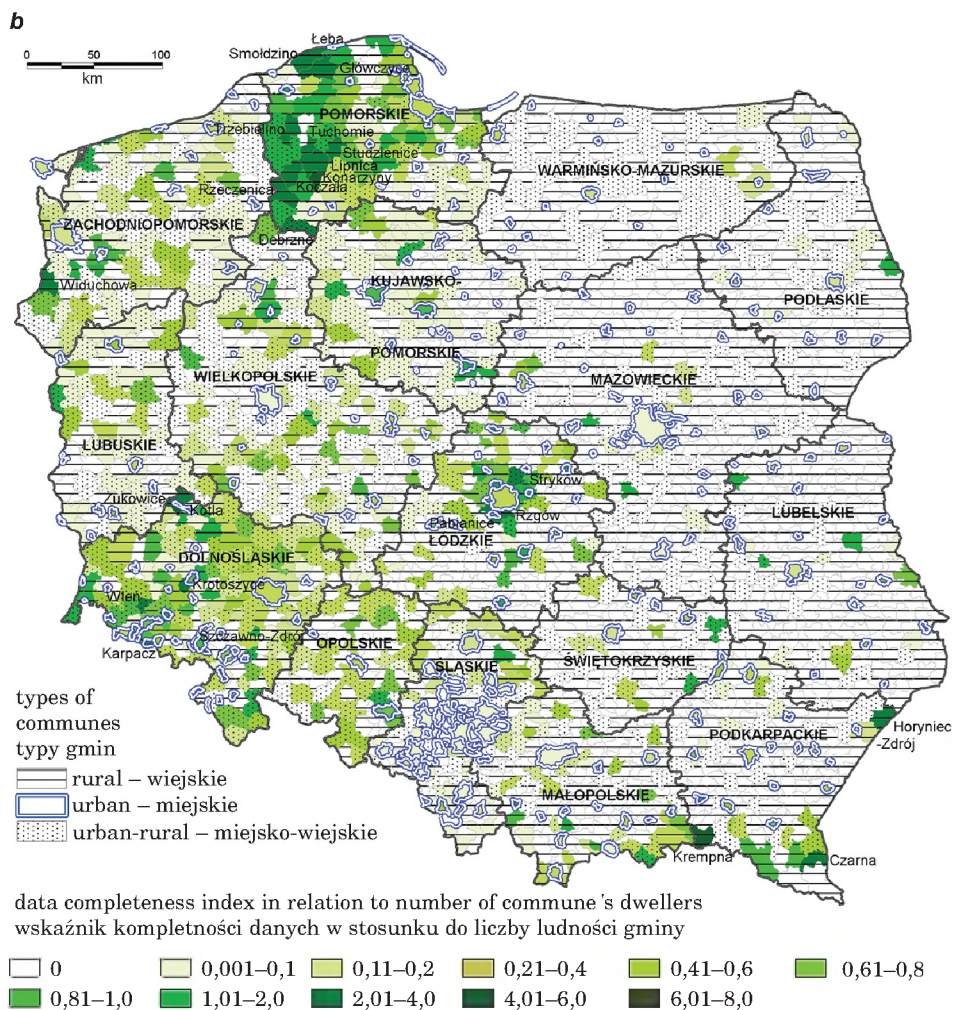 b
0 50 100
km
Łeba
Smołdzino
Główczyce
POMORSKIE
Trzebielino
Tuchomie
Studzienice
Lipnica
Konarzyny
Rzeczenica
Koczała
WARMIŃSKO-MAZURSKIE
ZACHODNIOPOMORSKIE
Debrzno
Widuchowa
KUJAWSKO-
PODLASKIE
POMORSKIE
WIELKOPOLSKIE
MAZOWIECKIE
LUBUSKIE
Stryków
Żukowice
Kotla
Rzgów
Pabianice
ŁÓDZKIE
LUBELSKIE
DOLNOŚLĄSKIE
Krotoszyce
Wleń
Szczawno-Zdrój
OPOLSKIE
Karpacz
ŚLĄSKIE
ŚWIĘTOKRZYSKIE
Horyniec
-Zdrój
PODKARPACKIE
MAŁOPOLSKIE
Krempna
Czarna
types of
communes
typy gmin
rural – wiejskie
urban – miejskie
urban-rural – miejsko-wiejskie
data completeness index in relation to number of commune's dwellers
wskaźnik kompletności danych w stosunku do liczby ludności gminy
0 0,001–0,1 0,11–0,2 0,21–0,4 0,41–0,6 0,61–0,8
0,81–1,0 1,01–2,0 2,01–4,0 4,01–6,0 6,01–8,0